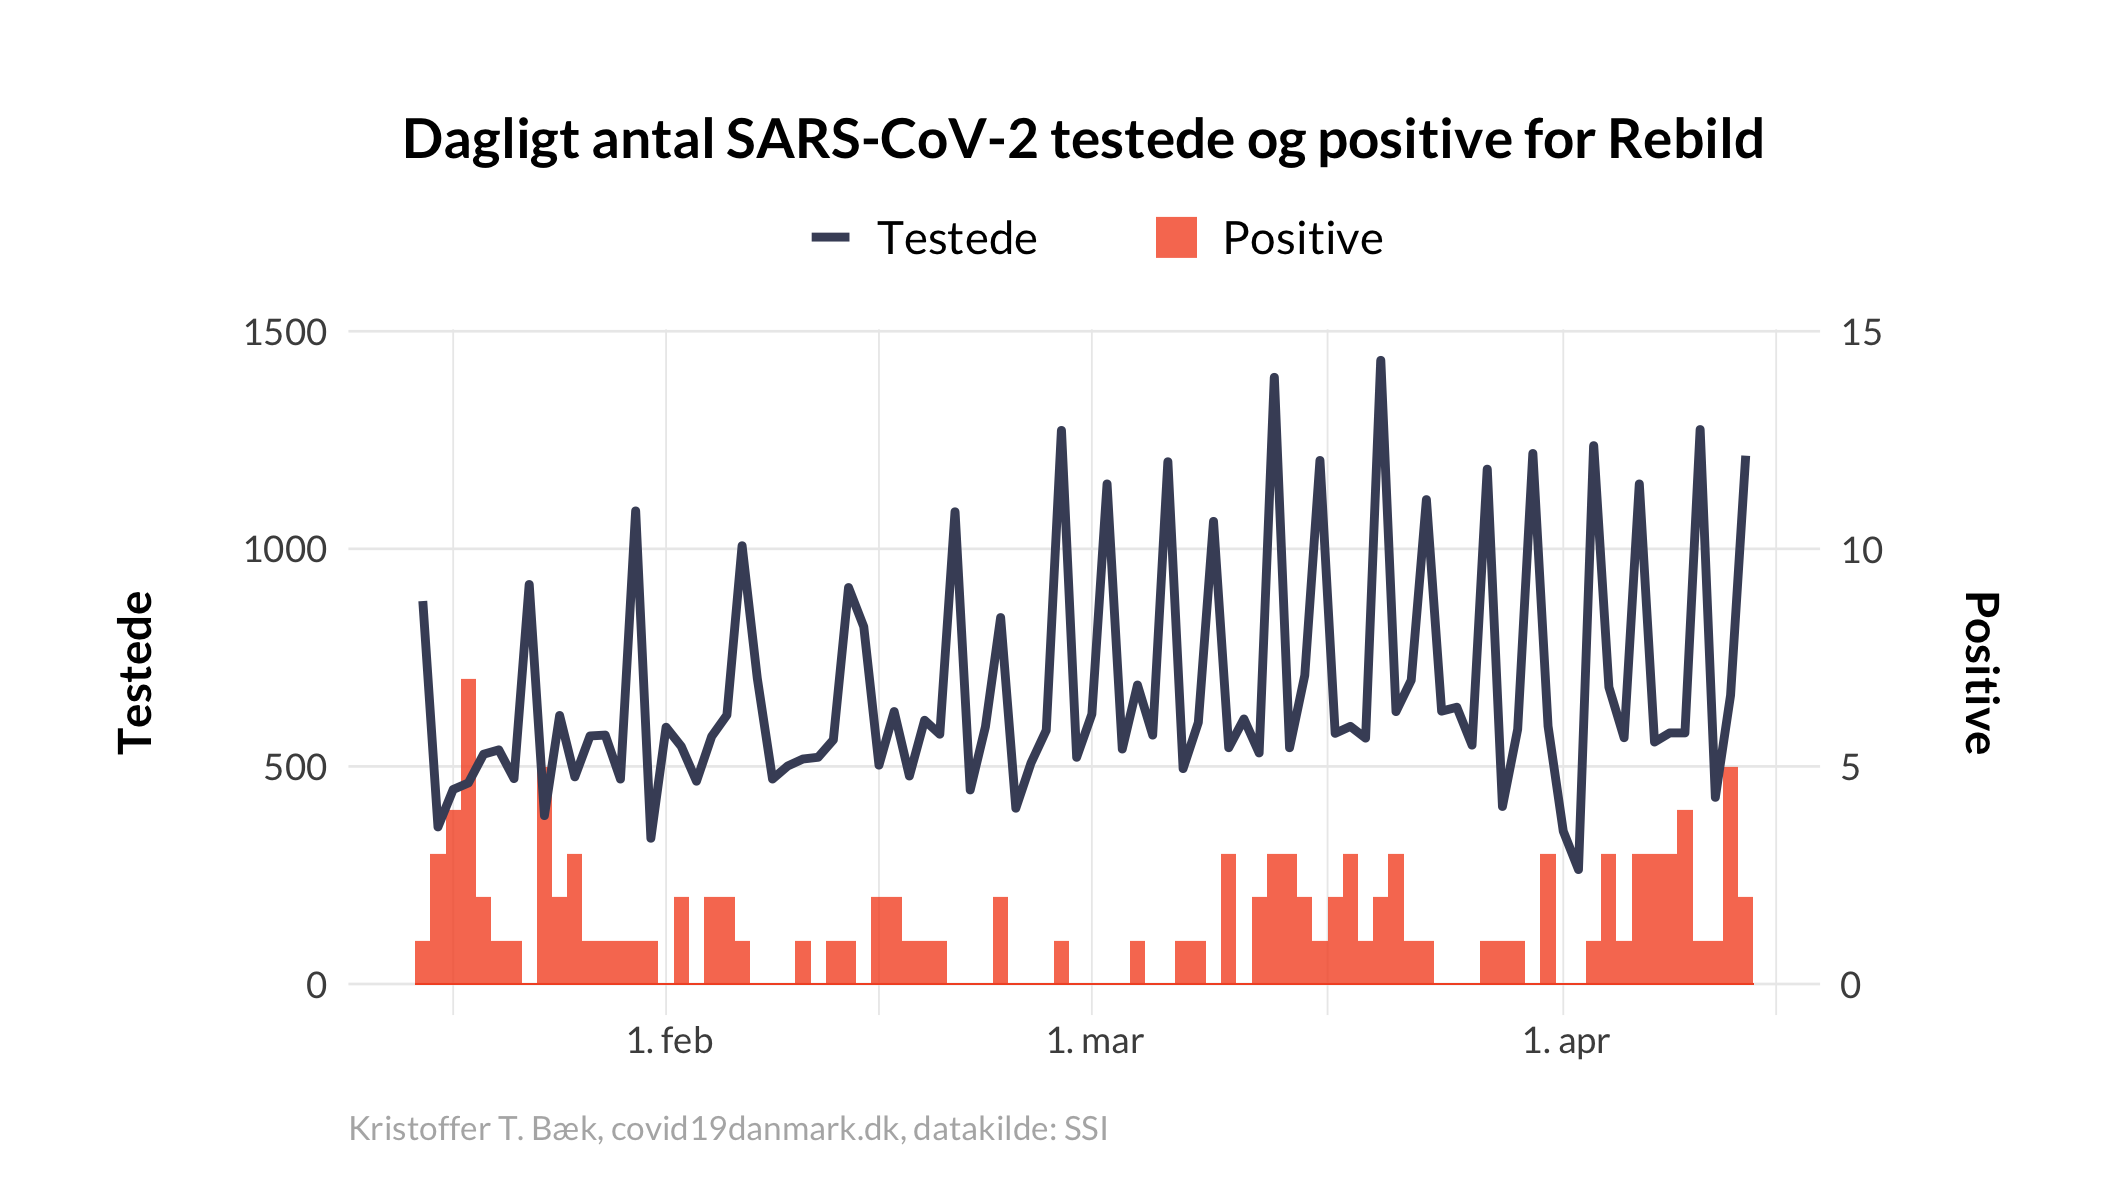 Dagligt antal SARS-CoV-2 testede og positive for Rebild
Testede Positive
1500 15
1000 10
Testede
Positive
500 5
0 0
1. feb 1. mar 1. apr
Kristoffer T. Bæk, covid19danmark.dk, datakilde: SSI